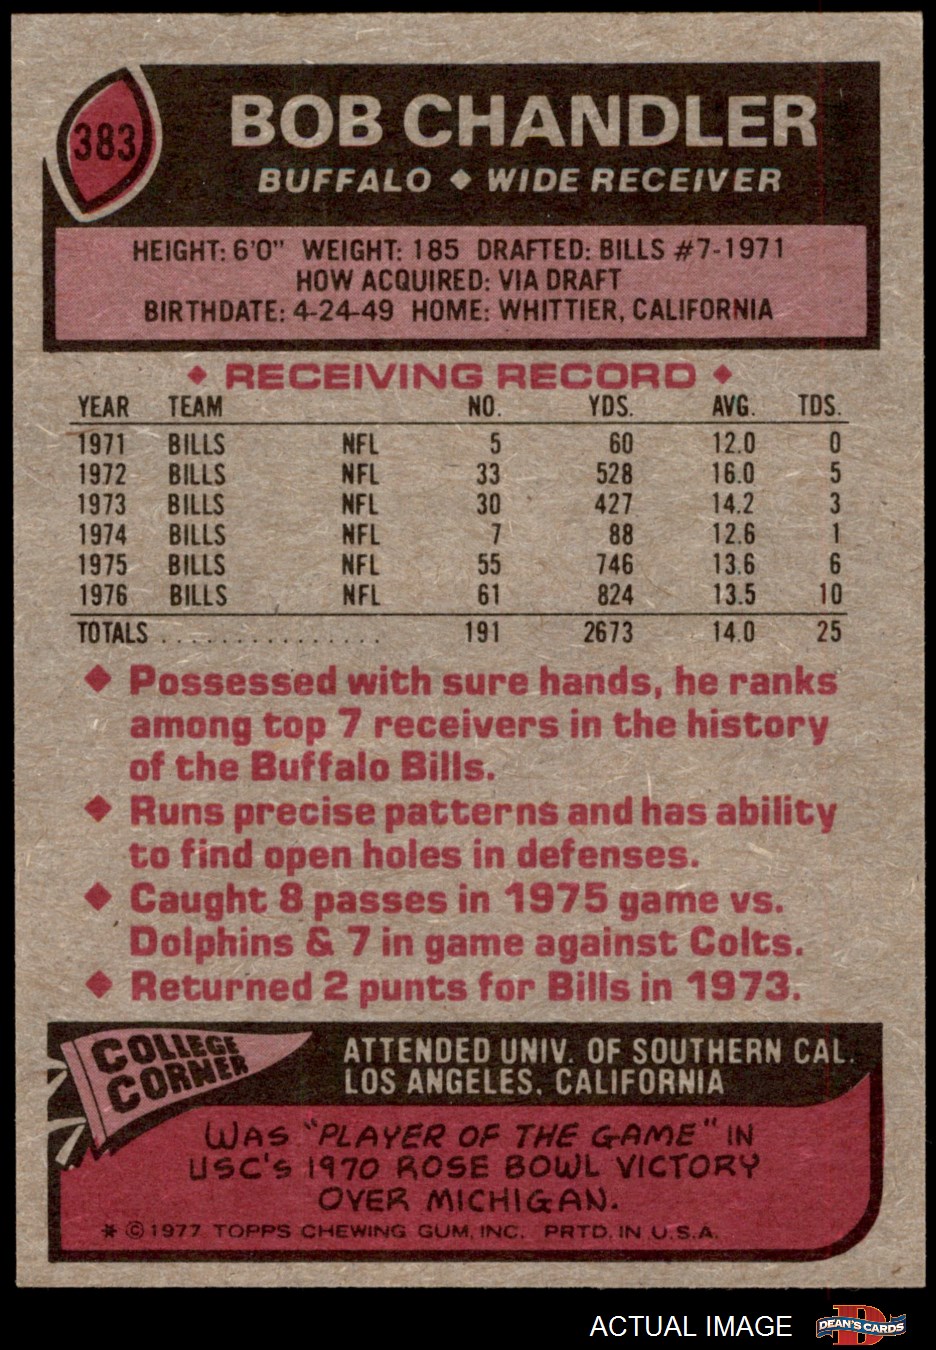 383
BOB CHANDLER
BUFFALO ◆ WIDE RECEIVER
HEIGHT: 6'0" WEIGHT: 185 DRAFTED: BILLS #7-1971
HOW ACQUIRED: VIA DRAFT
BIRTHDATE: 4-24-49 HOME: WHITTIER, CALIFORNIA
◆ RECEIVING RECORD ◆
YEAR TEAM NO. YDS. AVG. TDS.
1971 BILLS NFL 5 60 12.0 0
1972 BILLS NFL 33 528 16.0 5
1973 BILLS NFL 30 427 14.2 3
1974 BILLS NFL 7 88 12.6 1
1975 BILLS NFL 55 746 13.6 6
1976 BILLS NFL 61 824 13.5 10
TOTALS ................ 191 2673 14.0 25
◆ Possessed with sure hands, he ranks
among top 7 receivers in the history
of the Buffalo Bills.
◆ Runs precise patterns and has ability
to find open holes in defenses.
◆ Caught 8 passes in 1975 game vs.
Dolphins & 7 in game against Colts.
◆ Returned 2 punts for Bills in 1973.
COLLEGE
CORNER
ATTENDED UNIV. OF SOUTHERN CAL.
LOS ANGELES, CALIFORNIA
WAS "PLAYER OF THE GAME" IN
USC'S 1970 ROSE BOWL VICTORY
OVER MICHIGAN.
* © 1977 TOPPS CHEWING GUM, INC. PRTD. IN U.S.A.
ACTUAL IMAGE
DEAN'S CARDS